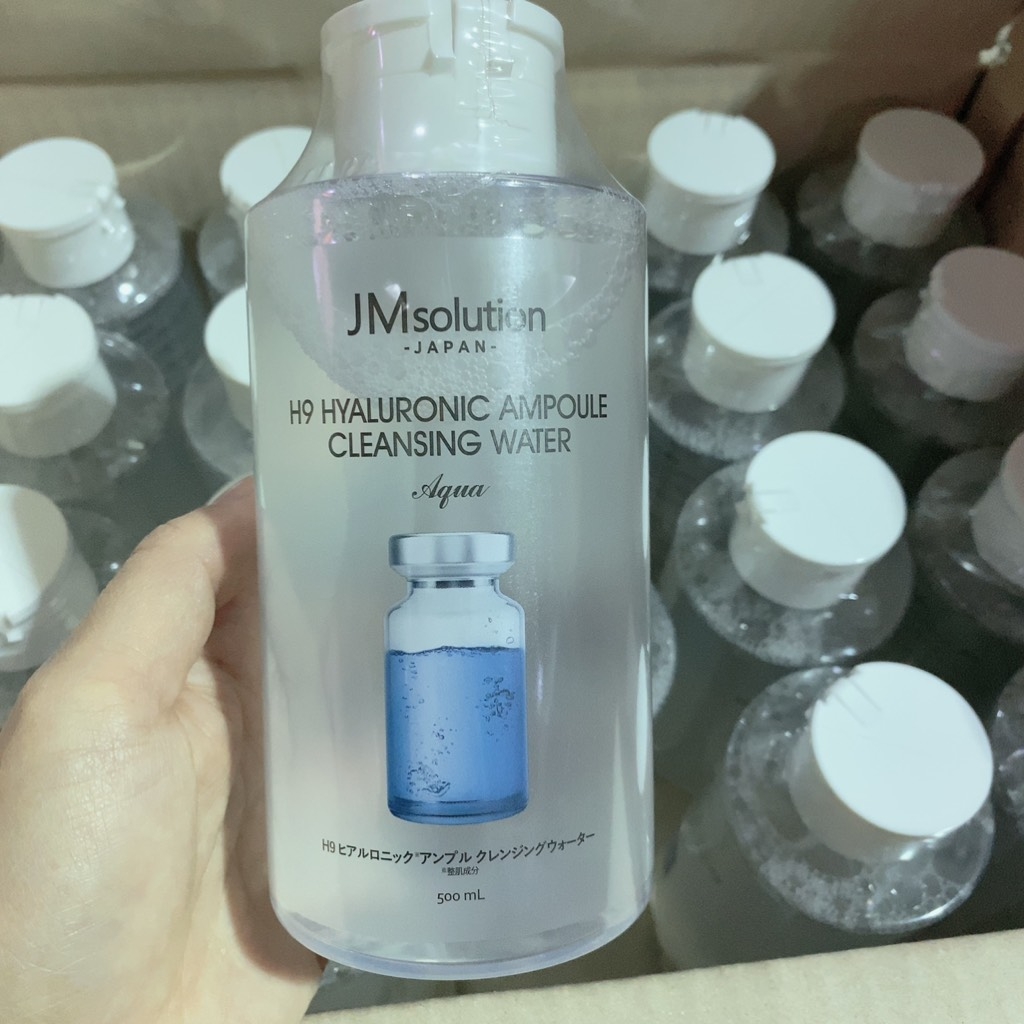 JMsolution
-JAPAN-
H9 HYALURONIC AMPOULE
CLEANSING WATER
Aqua
H9 ヒアルロニック※アンプル クレンジングウォーター
※整肌成分
500 mL